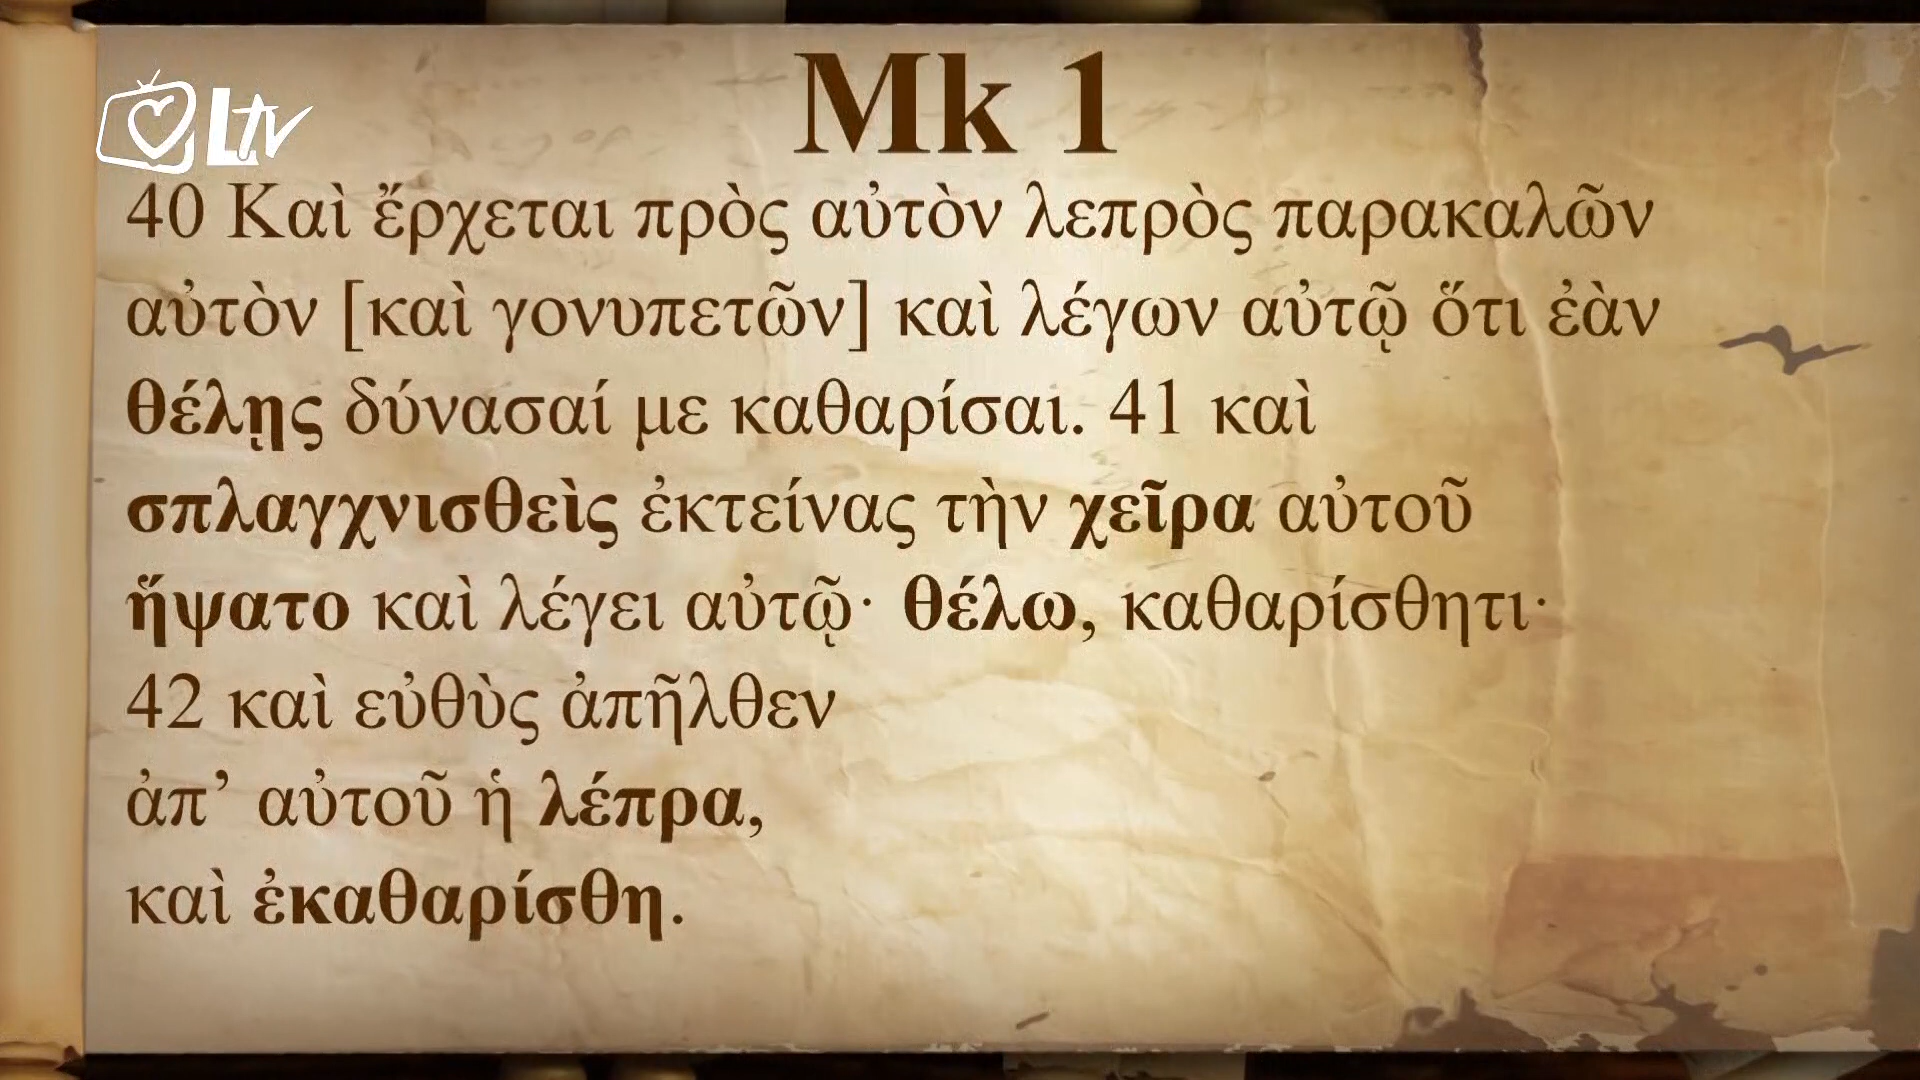 Mk 1
LTV
40 Καὶ ἔρχεται πρὸς αὐτὸν λεπρὸς παρακαλῶν
αὐτὸν [καὶ γονυπετῶν] καὶ λέγων αὐτῷ ὅτι ἐὰν
θέλῃς δύνασαί με καθαρίσαι. 41 καὶ
σπλαγχνισθεὶς ἐκτείνας τὴν χεῖρα αὐτοῦ
ἥψατο καὶ λέγει αὐτῷ· θέλω, καθαρίσθητι·
42 καὶ εὐθὺς ἀπῆλθεν
ἀπ’ αὐτοῦ ἡ λέπρα,
καὶ ἐκαθαρίσθη.